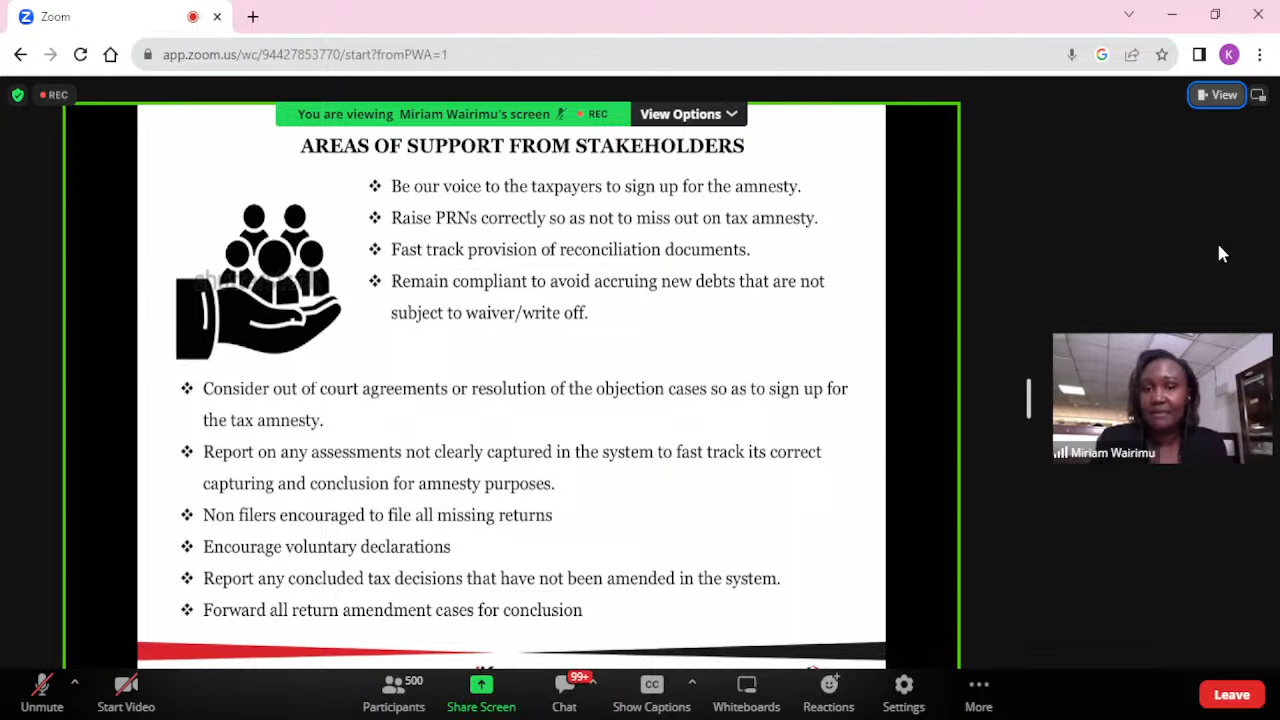 Zoom
app.zoom.us/wc/94427853770/start?fromPWA=1
K
REC
You are viewing Miriam Wairimu's screen REC View Options
View
AREAS OF SUPPORT FROM STAKEHOLDERS
❖ Be our voice to the taxpayers to sign up for the amnesty.
❖ Raise PRNs correctly so as not to miss out on tax amnesty.
❖ Fast track provision of reconciliation documents.
❖ Remain compliant to avoid accruing new debts that are not
subject to waiver/write off.
❖ Consider out of court agreements or resolution of the objection cases so as to sign up for
the tax amnesty.
❖ Report on any assessments not clearly captured in the system to fast track its correct
capturing and conclusion for amnesty purposes.
❖ Non filers encouraged to file all missing returns
❖ Encourage voluntary declarations
❖ Report any concluded tax decisions that have not been amended in the system.
❖ Forward all return amendment cases for conclusion
Miriam Wairimu
Unmute
Start Video
500
Participants
Share Screen
99+
Chat
CC
Show Captions
Whiteboards
Reactions
Settings
More
Leave